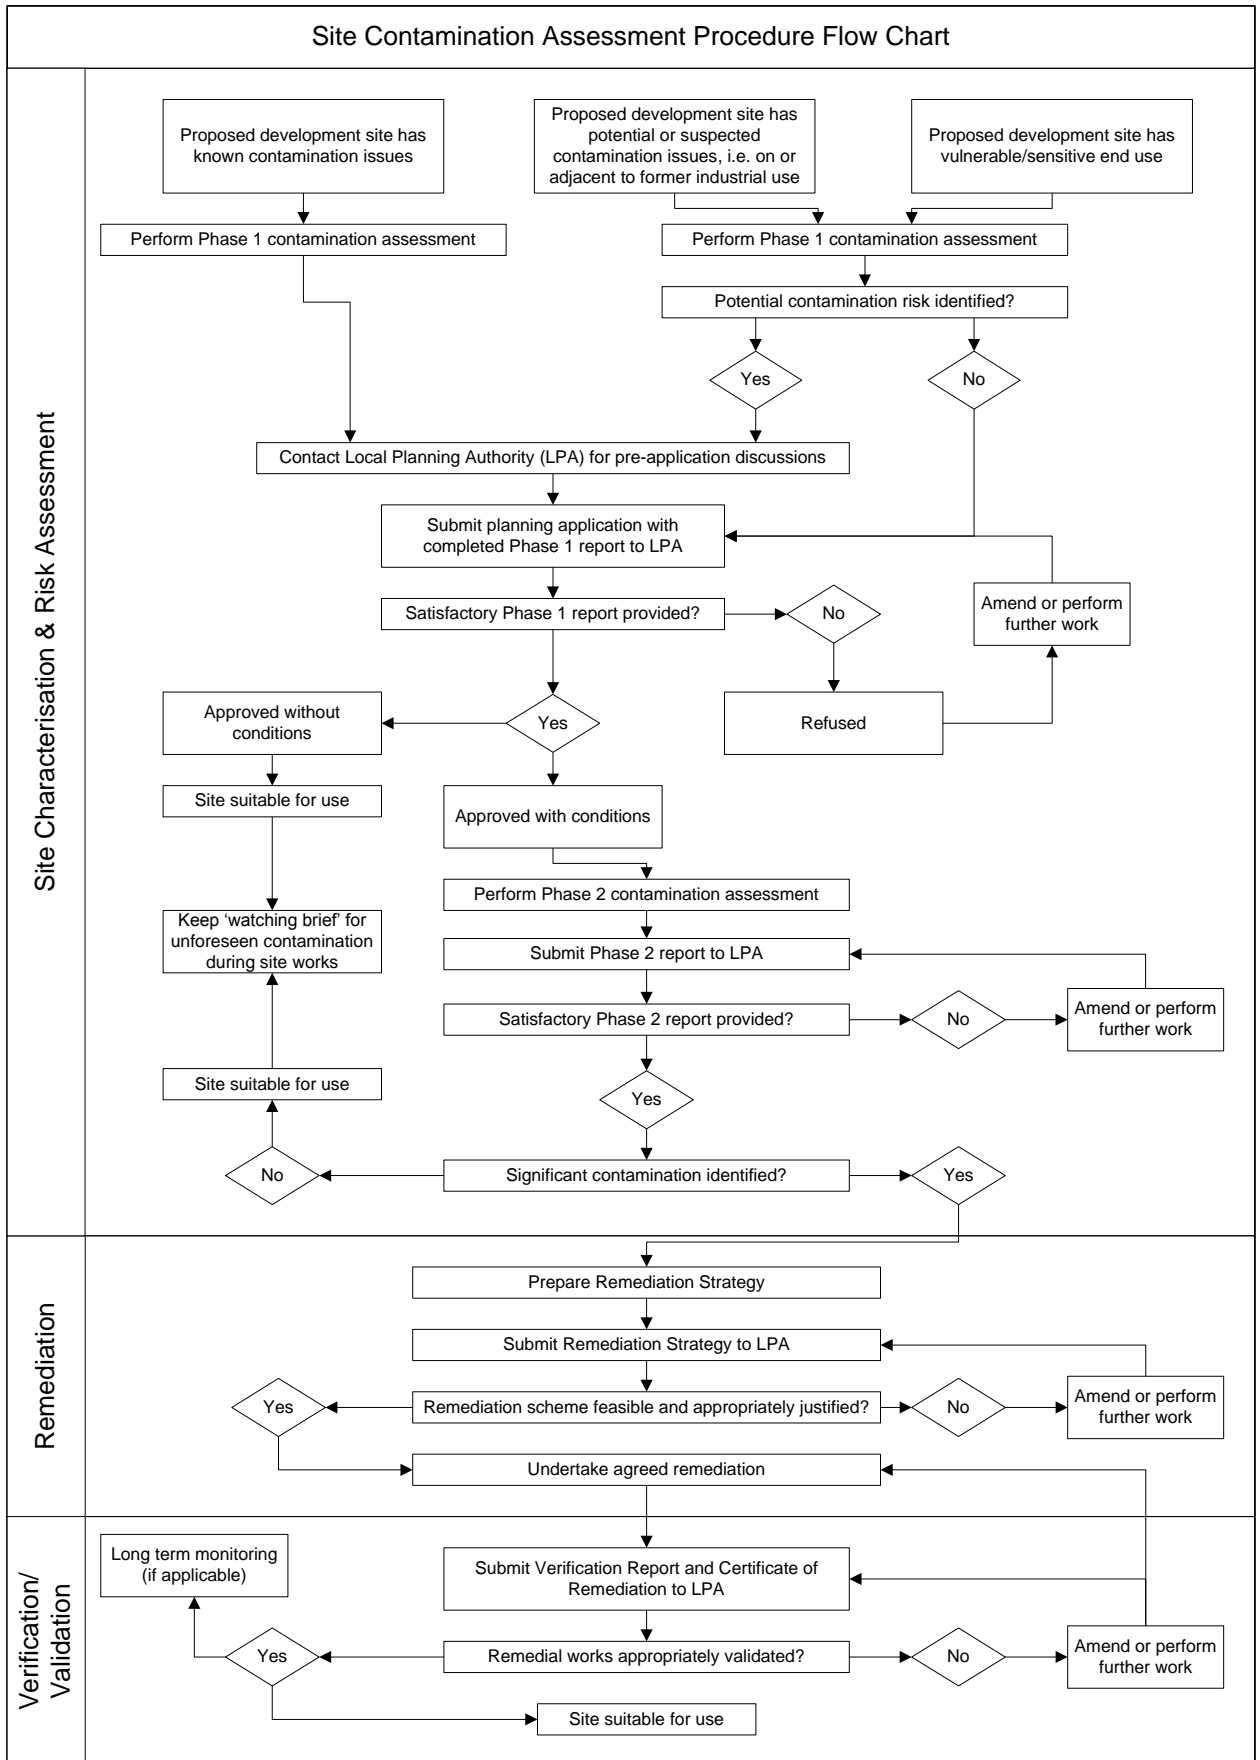 Site Contamination Assessment Procedure Flow Chart
Site Characterisation & Risk Assessment
Proposed development site has
known contamination issues
Proposed development site has
potential or suspected
contamination issues, i.e. on or
adjacent to former industrial use
Proposed development site has
vulnerable/sensitive end use
Perform Phase 1 contamination assessment
Perform Phase 1 contamination assessment
Potential contamination risk identified?
Yes
No
Contact Local Planning Authority (LPA) for pre-application discussions
Submit planning application with
completed Phase 1 report to LPA
Satisfactory Phase 1 report provided?
No
Amend or perform
further work
Approved without
conditions
Yes
Refused
Site suitable for use
Approved with conditions
Perform Phase 2 contamination assessment
Keep ‘watching brief’ for
unforeseen contamination
during site works
Submit Phase 2 report to LPA
Satisfactory Phase 2 report provided?
No
Amend or perform
further work
Site suitable for use
Yes
No
Significant contamination identified?
Yes
Remediation
Prepare Remediation Strategy
Submit Remediation Strategy to LPA
Yes
Remediation scheme feasible and appropriately justified?
No
Amend or perform
further work
Undertake agreed remediation
Verification/
Validation
Long term monitoring
(if applicable)
Submit Verification Report and Certificate of
Remediation to LPA
Yes
Remedial works appropriately validated?
No
Amend or perform
further work
Site suitable for use